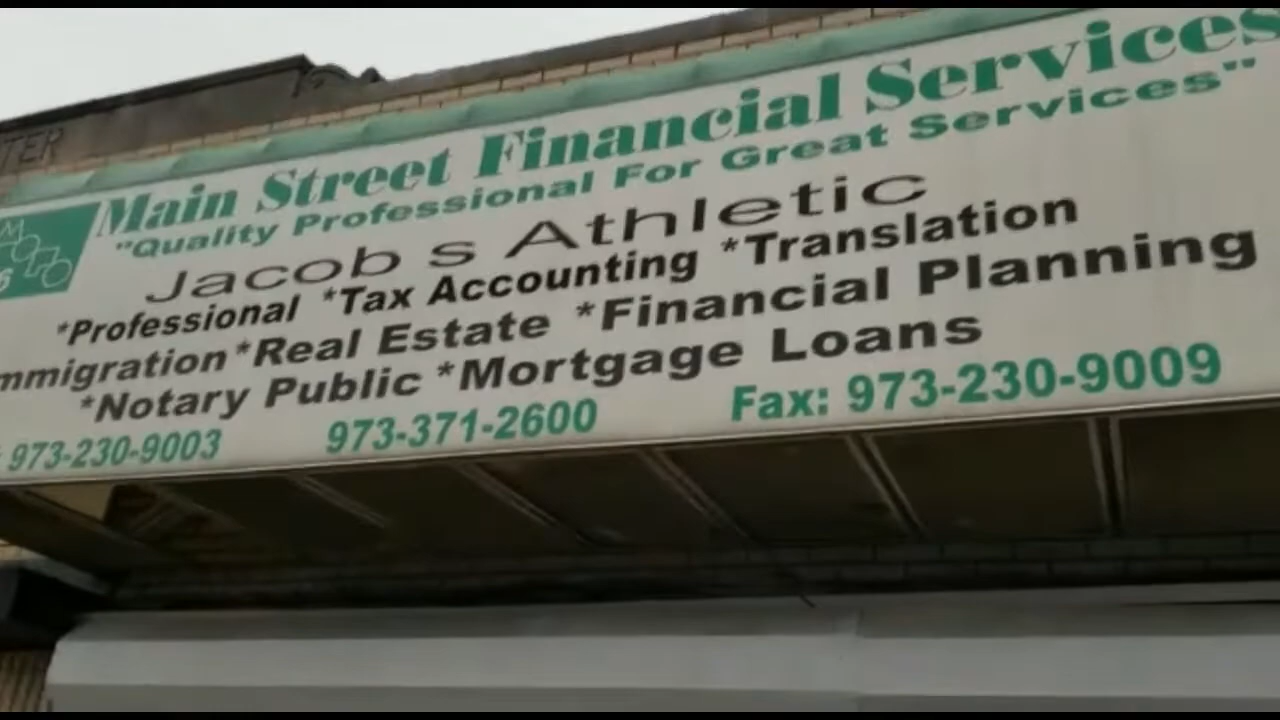 TER
Main Street Financial Services
"Quality Professional For Great Services"
Jacob s Athletic
*Professional *Tax Accounting *Translation
mmigration *Real Estate *Financial Planning
*Notary Public *Mortgage Loans
973-230-9003 973-371-2600 Fax: 973-230-9009